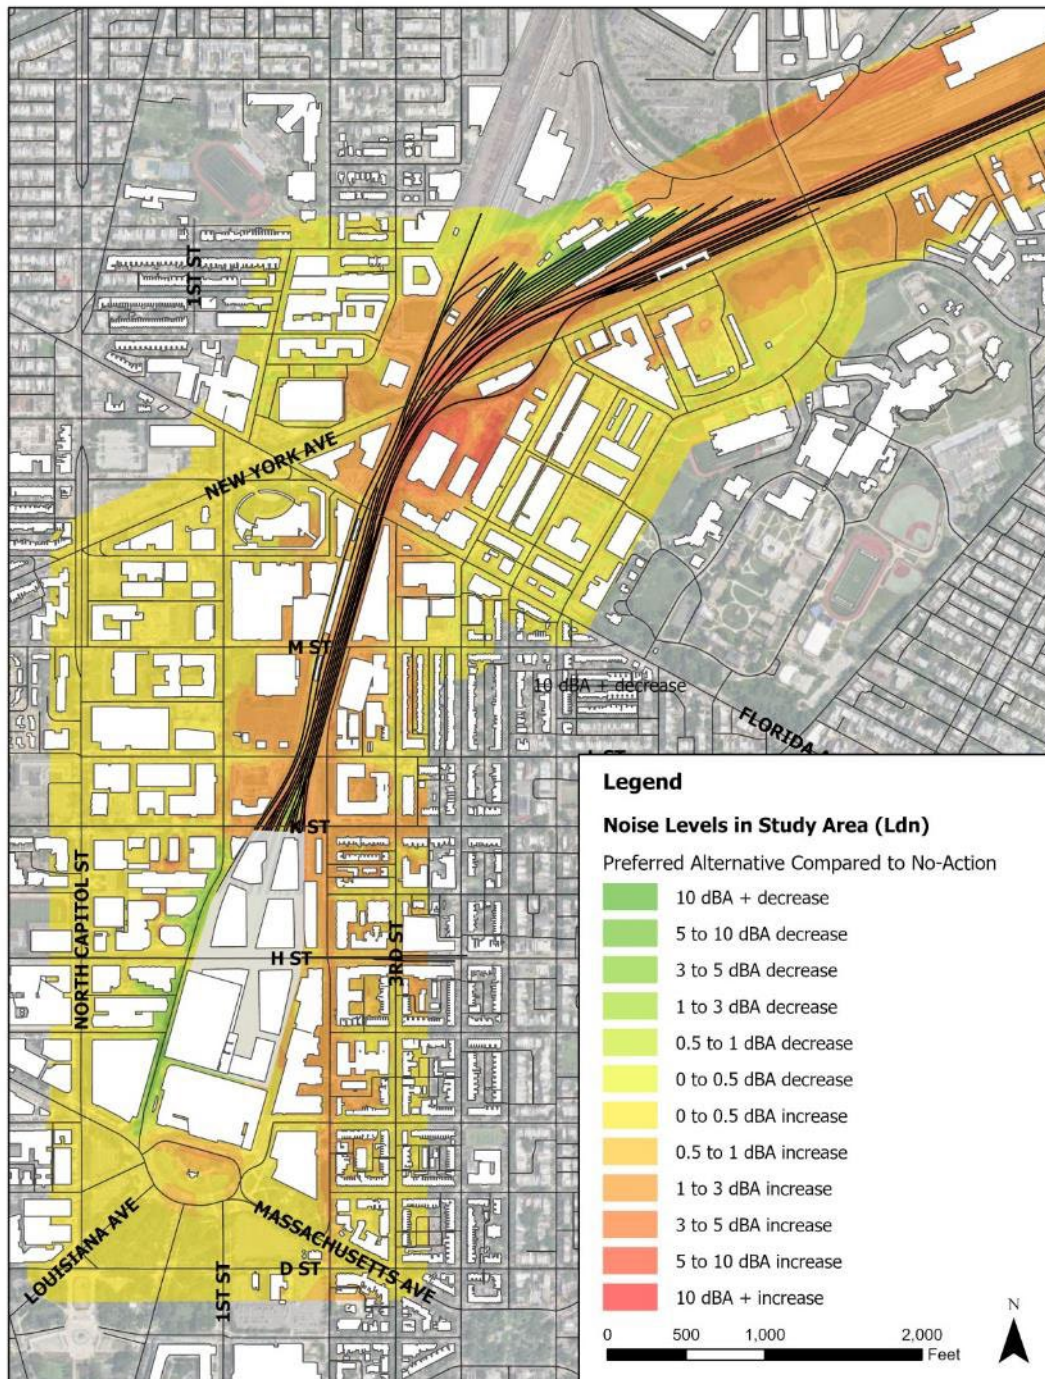 1ST ST
NEW YORK AVE
M ST
10 dBA + decrease
FLORIDA A
K ST
NORTH CAPITOL ST
3RD ST
H ST
LOUISIANA AVE
MASSACHUSETTS AVE
D ST
1ST ST
Legend
Noise Levels in Study Area (Ldn)
Preferred Alternative Compared to No-Action
10 dBA + decrease
5 to 10 dBA decrease
3 to 5 dBA decrease
1 to 3 dBA decrease
0.5 to 1 dBA decrease
0 to 0.5 dBA decrease
0 to 0.5 dBA increase
0.5 to 1 dBA increase
1 to 3 dBA increase
3 to 5 dBA increase
5 to 10 dBA increase
10 dBA + increase
0 500 1,000 2,000
Feet
N